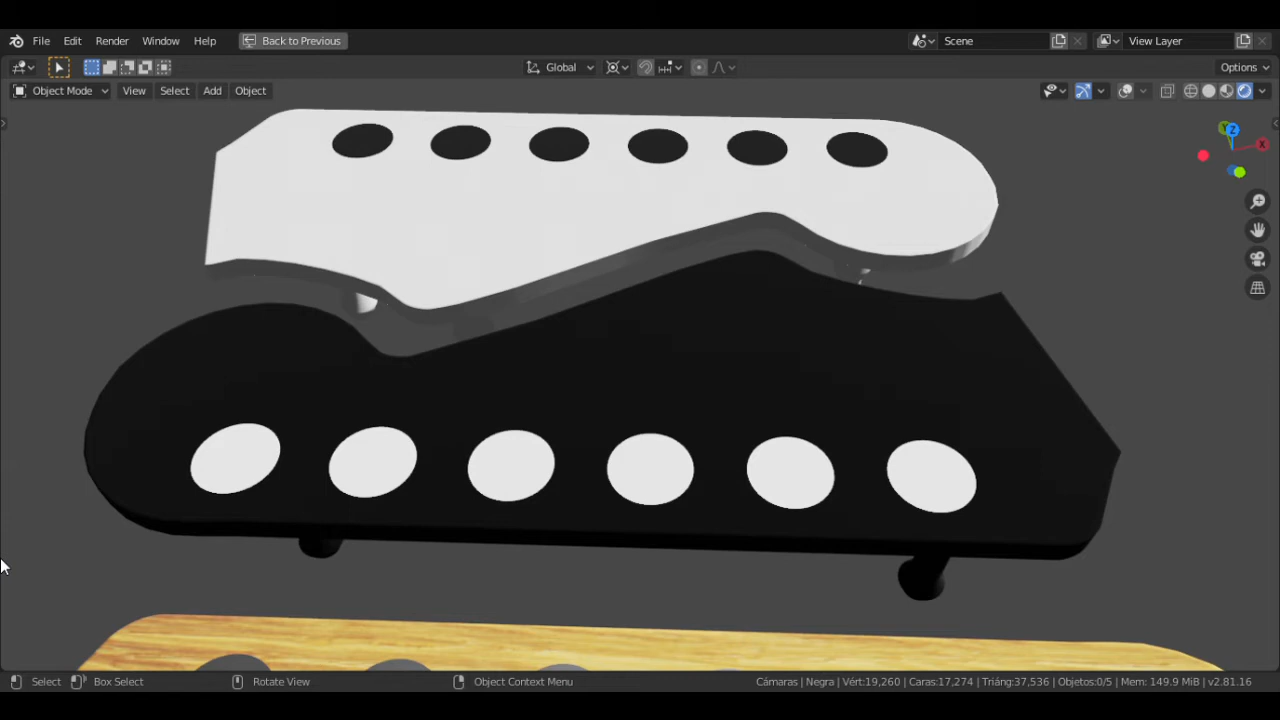 File Edit Render Window Help Back to Previous Scene View Layer
Global Options
Object Mode View Select Add Object
Z
Y
X
Select Box Select Rotate View Object Context Menu Cámaras | Negra | Vért:19,260 | Caras:17,274 | Triáng:37,536 | Objetos:0/5 | Mem: 149.9 MiB | v2.81.16